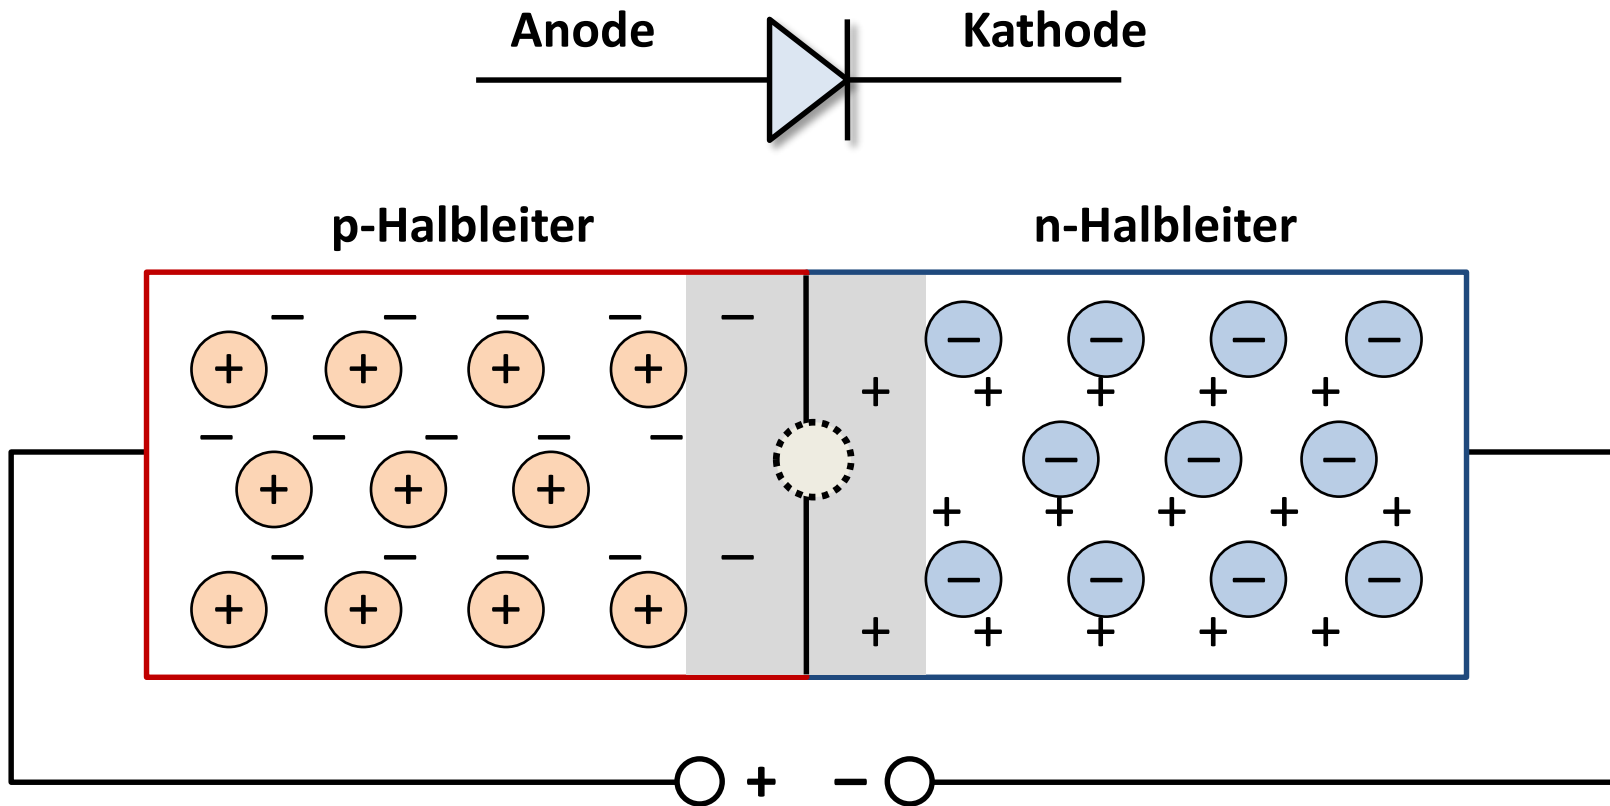 Anode Kathode
p-Halbleiter n-Halbleiter
− − − − −
+ + + + − − − −
+ + + + +
− − − − −
+ + + − − −
+ + + + +
− − − − −
+ + + + − − − −
+ + + + +
+ −